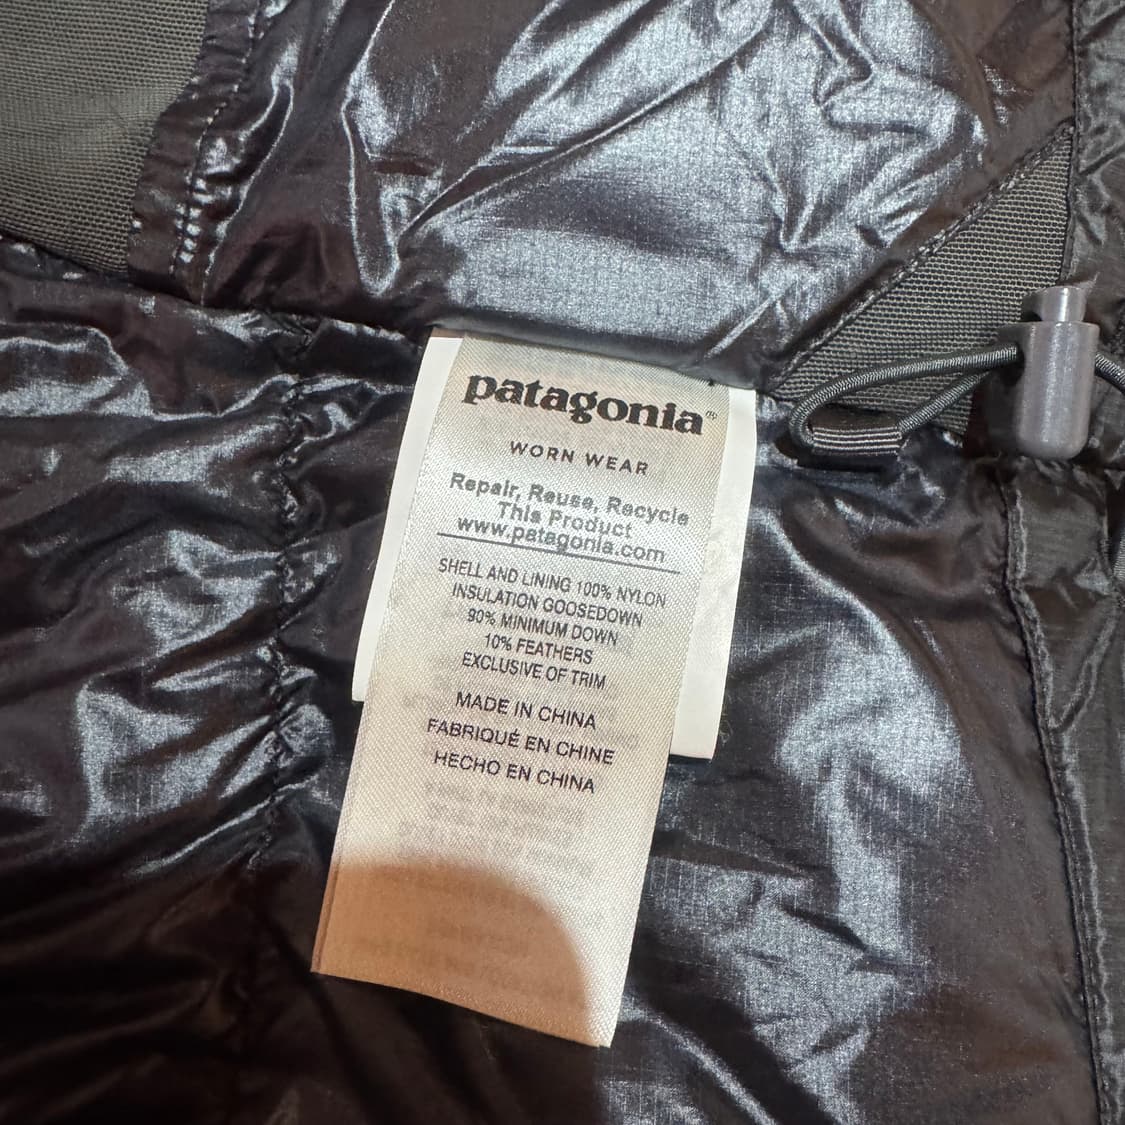 patagonia®
WORN WEAR
Repair, Reuse, Recycle
This Product
www.patagonia.com
SHELL AND LINING 100% NYLON
INSULATION GOOSEDOWN
90% MINIMUM DOWN
10% FEATHERS
EXCLUSIVE OF TRIM
MADE IN CHINA
FABRIQUÉ EN CHINE
HECHO EN CHINA